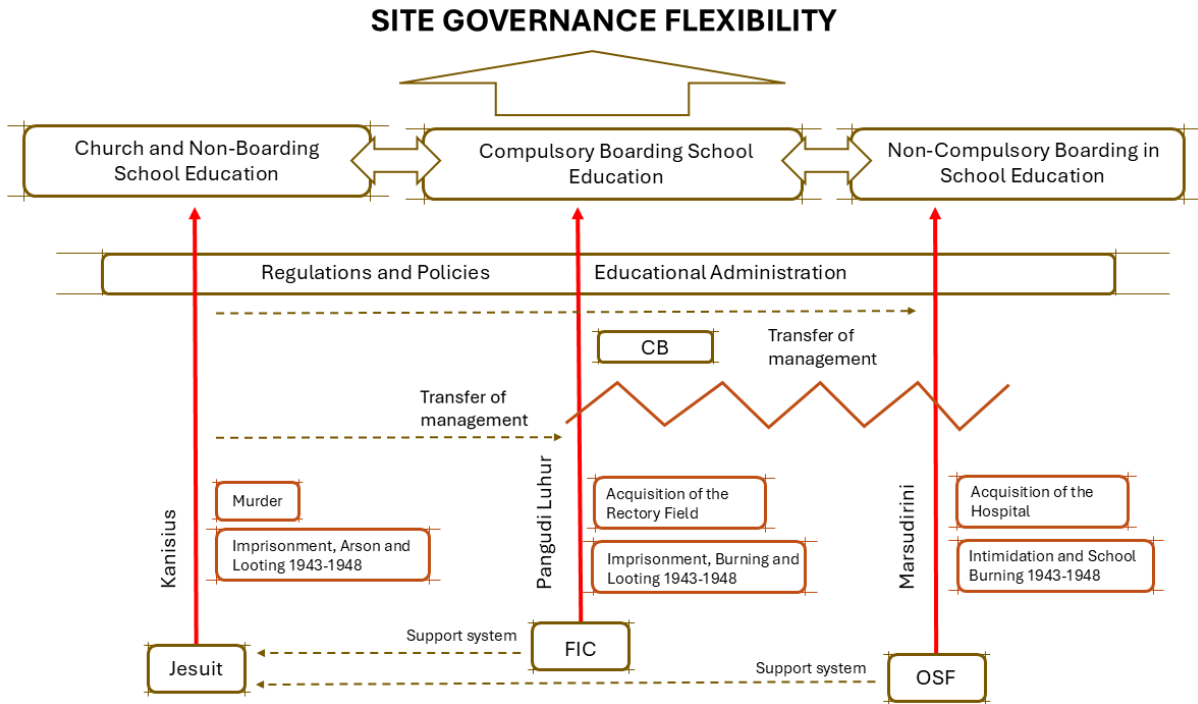 SITE GOVERNANCE FLEXIBILITY
Church and Non-Boarding
School Education
Compulsory Boarding School
Education
Non-Compulsory Boarding in
School Education
Regulations and Policies
Educational Administration
CB
Transfer of
management
Transfer of
management
Kanisius
Murder
Imprisonment, Arson and
Looting 1943-1948
Pangudi Luhur
Acquisition of the
Rectory Field
Imprisonment, Burning and
Looting 1943-1948
Marsudirini
Acquisition of the
Hospital
Intimidation and School
Burning 1943-1948
Jesuit
Support system
FIC
Support system
OSF